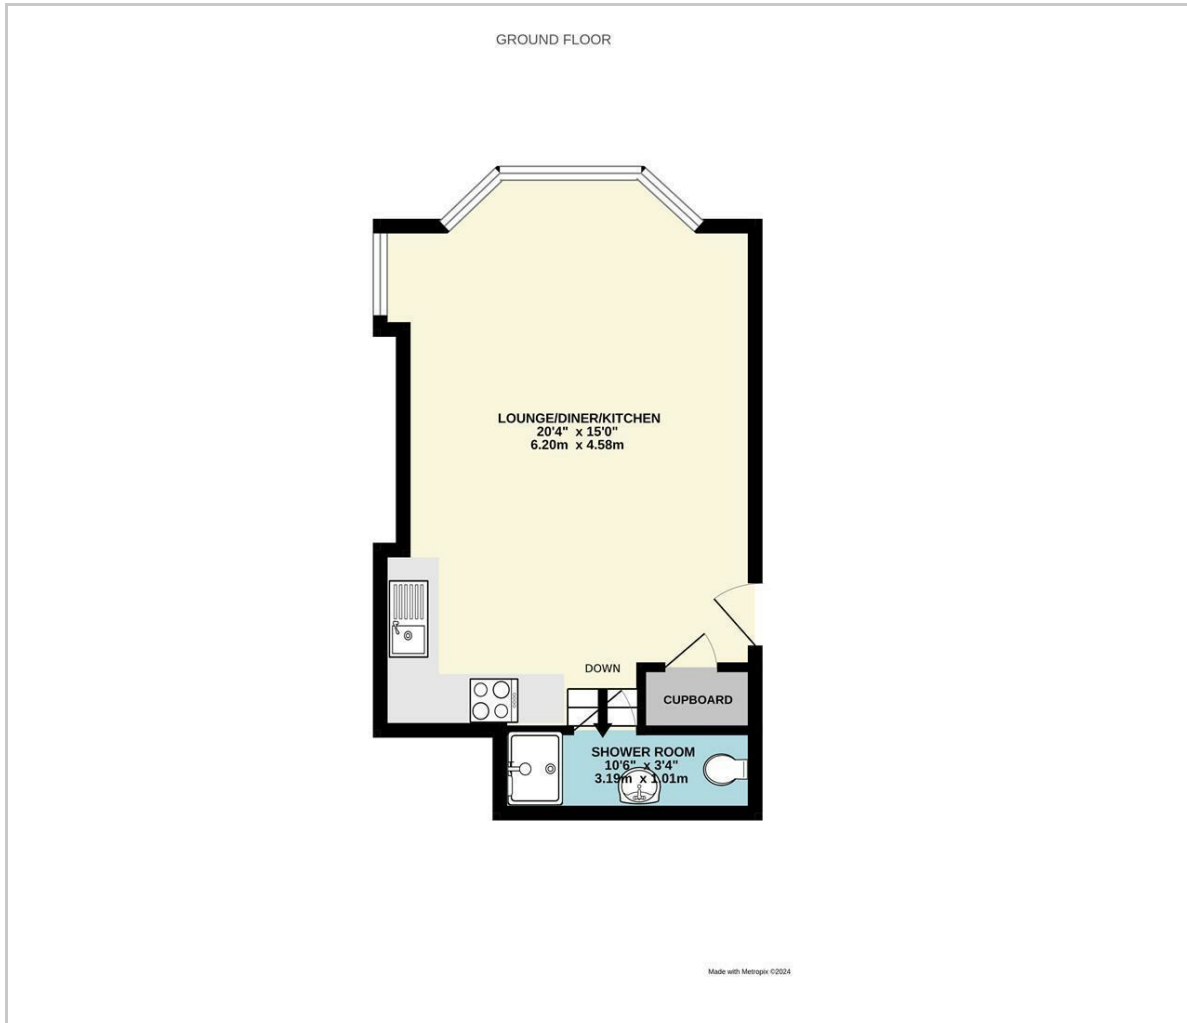 GROUND FLOOR
LOUNGE/DINER/KITCHEN
20'4" x 15'0"
6.20m x 4.58m
DOWN
CUPBOARD
SHOWER ROOM
10'6" x 3'4"
3.19m x 1.01m
Made with Metropix ©2024